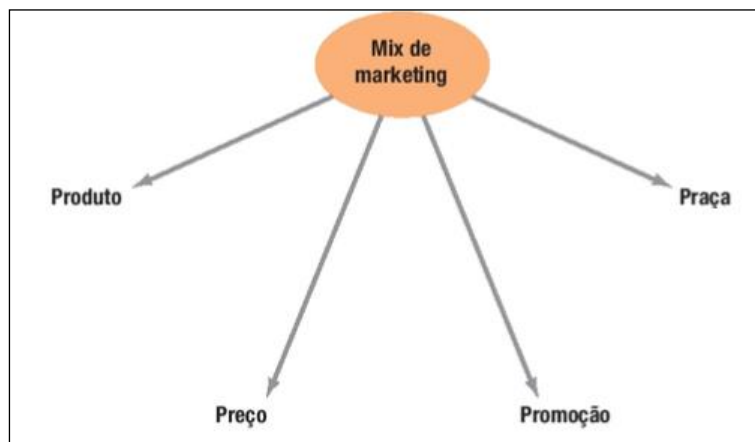 Mix de
marketing
Produto
Praça
Preço
Promoção